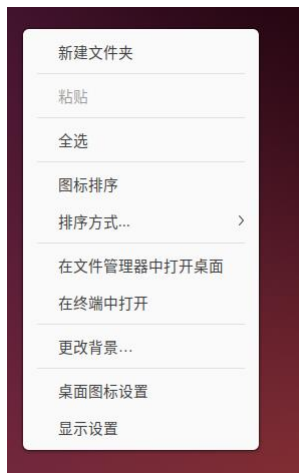 新建文件夹
粘贴
全选
图标排序
排序方式...
在文件管理器中打开桌面
在终端中打开
更改背景…
桌面图标设置
显示设置